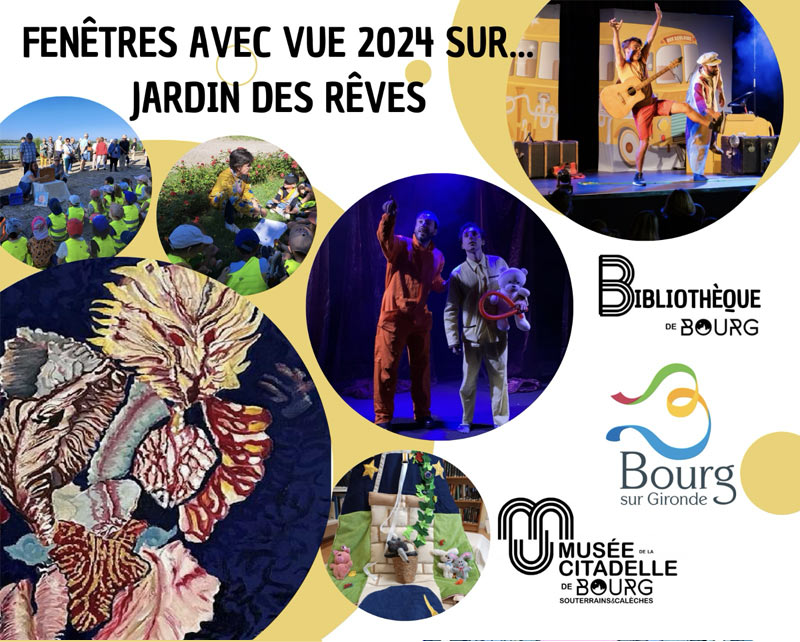 FENÊTRES AVEC VUE 2024 SUR...
JARDIN DES RÊVES
BIBLIOTHÈQUE
DE BOURG
Bourg
sur Gironde
MUSÉE DE LA
CITADELLE
DE BOURG
SOUTERRAINS&CALÈCHES